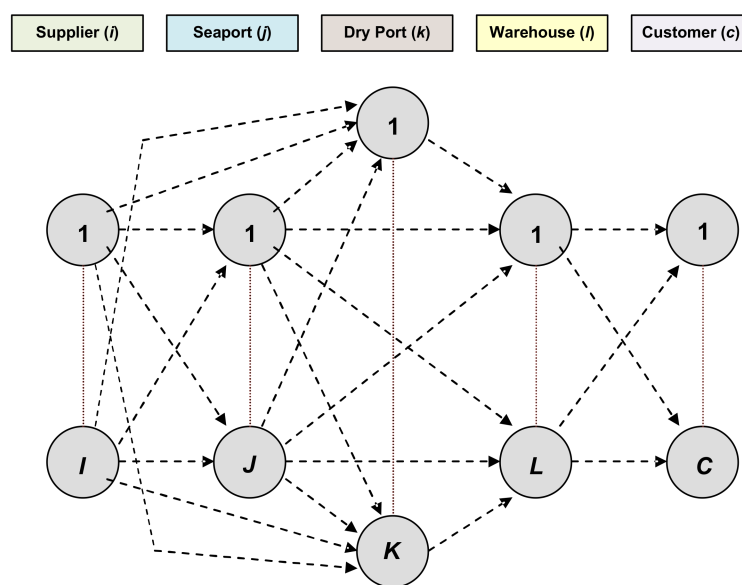 Supplier (i) Seaport (j) Dry Port (k) Warehouse (l) Customer (c)
1
1 1 1 1
I J L C
K